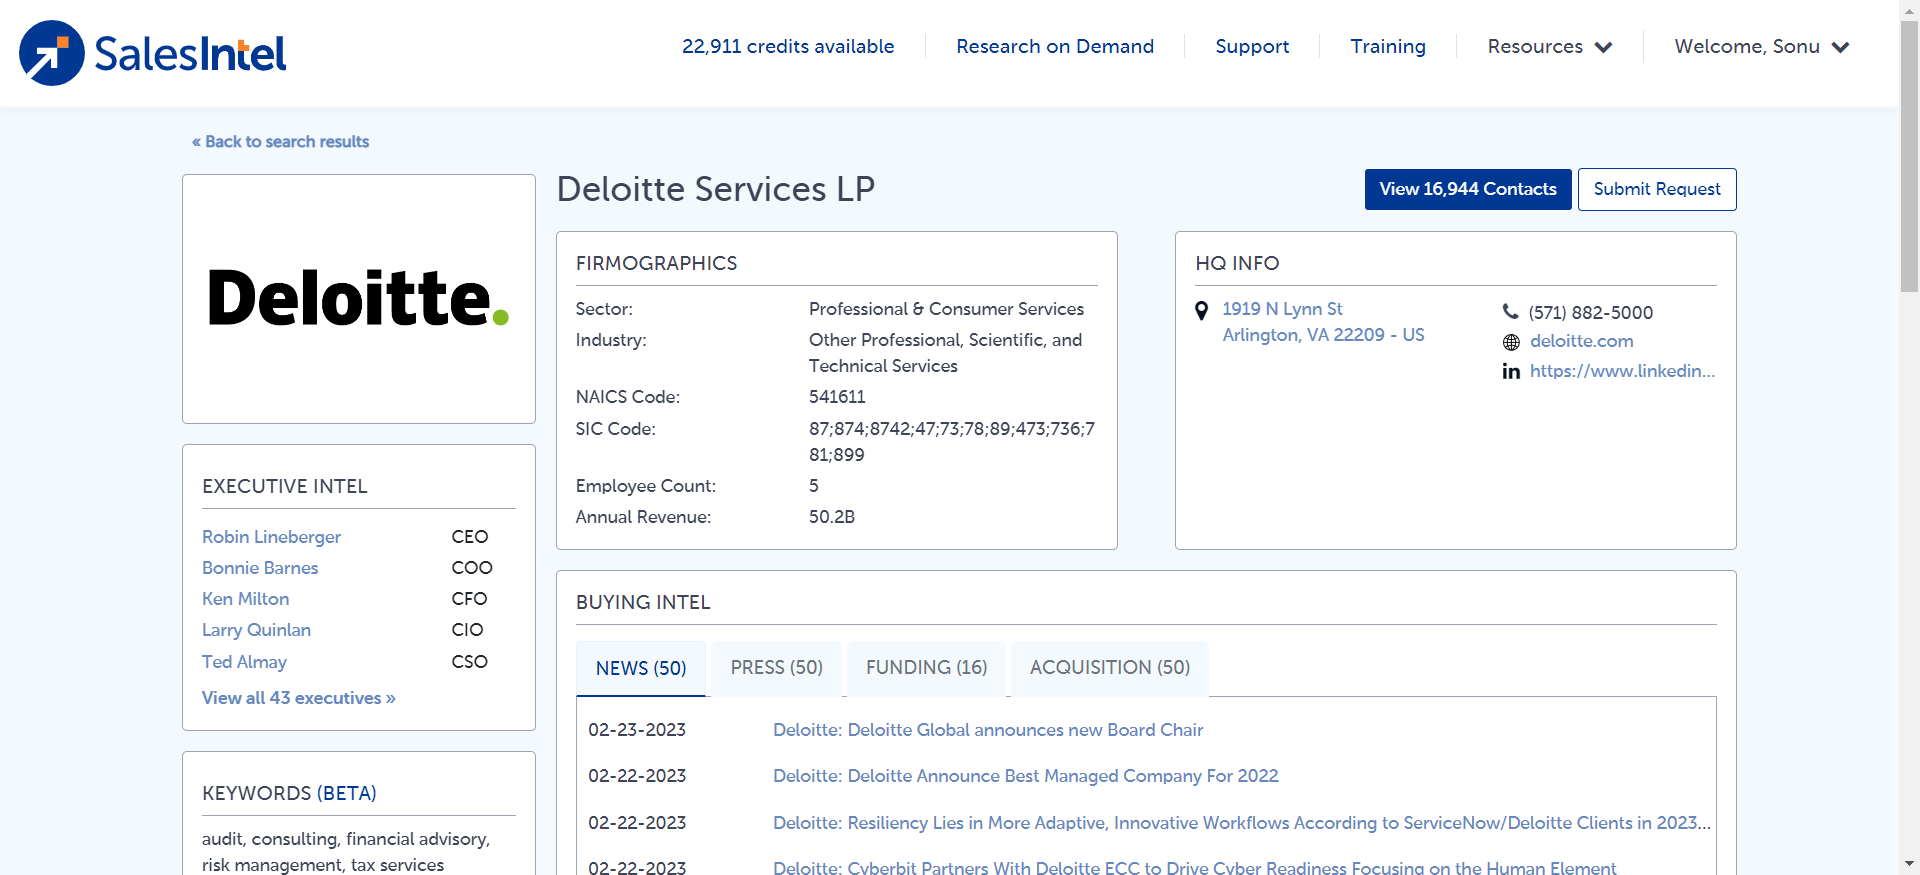 SalesIntel
22,911 credits available
Research on Demand
Support
Training
Resources
Welcome, Sonu
« Back to search results
Deloitte.
Deloitte Services LP
View 16,944 Contacts
Submit Request
FIRMOGRAPHICS
Sector: Professional & Consumer Services
Industry: Other Professional, Scientific, and
Technical Services
NAICS Code: 541611
SIC Code: 87;874;8742;47;73;78;89;473;736;7
81;899
Employee Count: 5
Annual Revenue: 50.2B
HQ INFO
1919 N Lynn St
Arlington, VA 22209 - US
(571) 882-5000
deloitte.com
in https://www.linkedin...
EXECUTIVE INTEL
Robin Lineberger CEO
Bonnie Barnes COO
Ken Milton CFO
Larry Quinlan CIO
Ted Almay CSO
View all 43 executives »
KEYWORDS (BETA)
audit, consulting, financial advisory,
risk management, tax services
BUYING INTEL
NEWS (50)
PRESS (50)
FUNDING (16)
ACQUISITION (50)
02-23-2023 Deloitte: Deloitte Global announces new Board Chair
02-22-2023 Deloitte: Deloitte Announce Best Managed Company For 2022
02-22-2023 Deloitte: Resiliency Lies in More Adaptive, Innovative Workflows According to ServiceNow/Deloitte Clients in 2023...
02-22-2023 Deloitte: Cyberbit Partners With Deloitte ECC to Drive Cyber Readiness Focusing on the Human Element